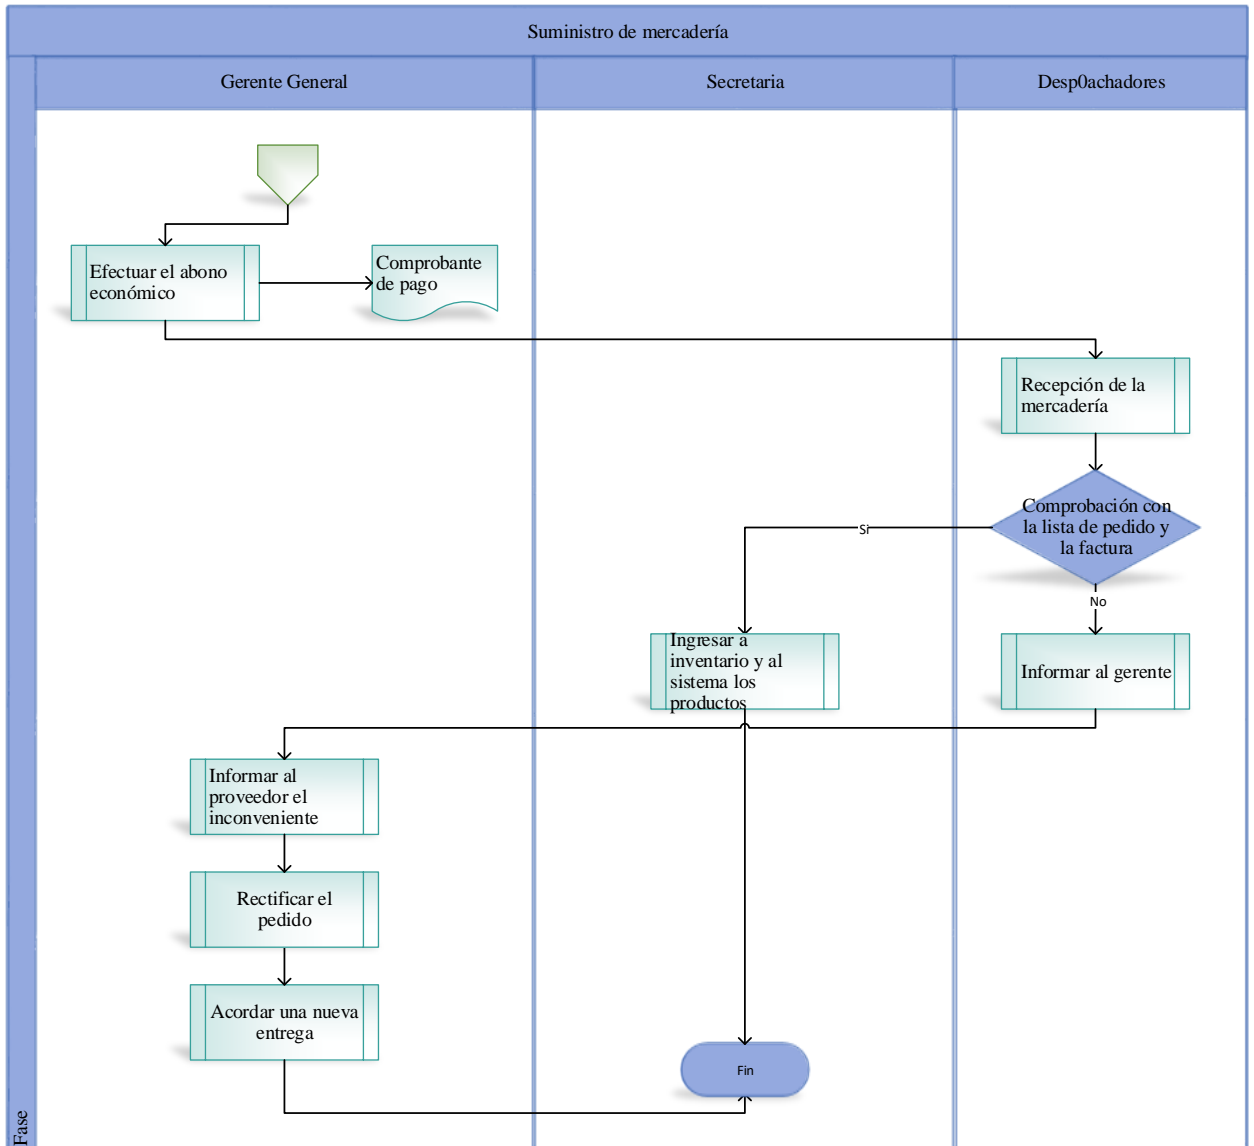 Suministro de mercadería
Gerente General
Secretaria
Desp0achadores
Efectuar el abono
económico
Comprobante
de pago
Recepción de la
mercadería
Comprobación con
la lista de pedido y
la factura
Si
No
Ingresar a
inventario y al
sistema los
productos
Informar al gerente
Informar al
proveedor el
inconveniente
Rectificar el
pedido
Acordar una nueva
entrega
Fin
Fase